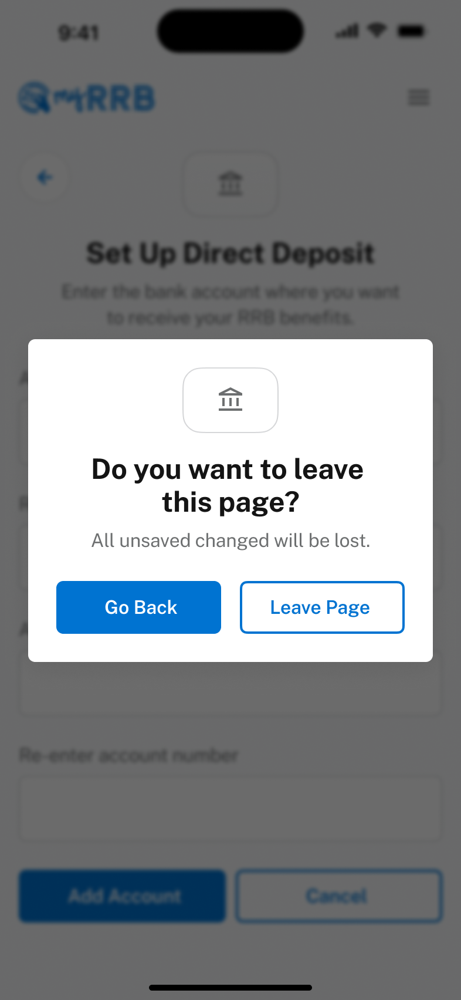 9:41
myRRB
Set Up Direct Deposit
Enter the bank account where you want
to receive your RRB benefits.
A
R
A
Do you want to leave
this page?
All unsaved changed will be lost.
Go Back
Leave Page
Re-enter account number
Add Account
Cancel